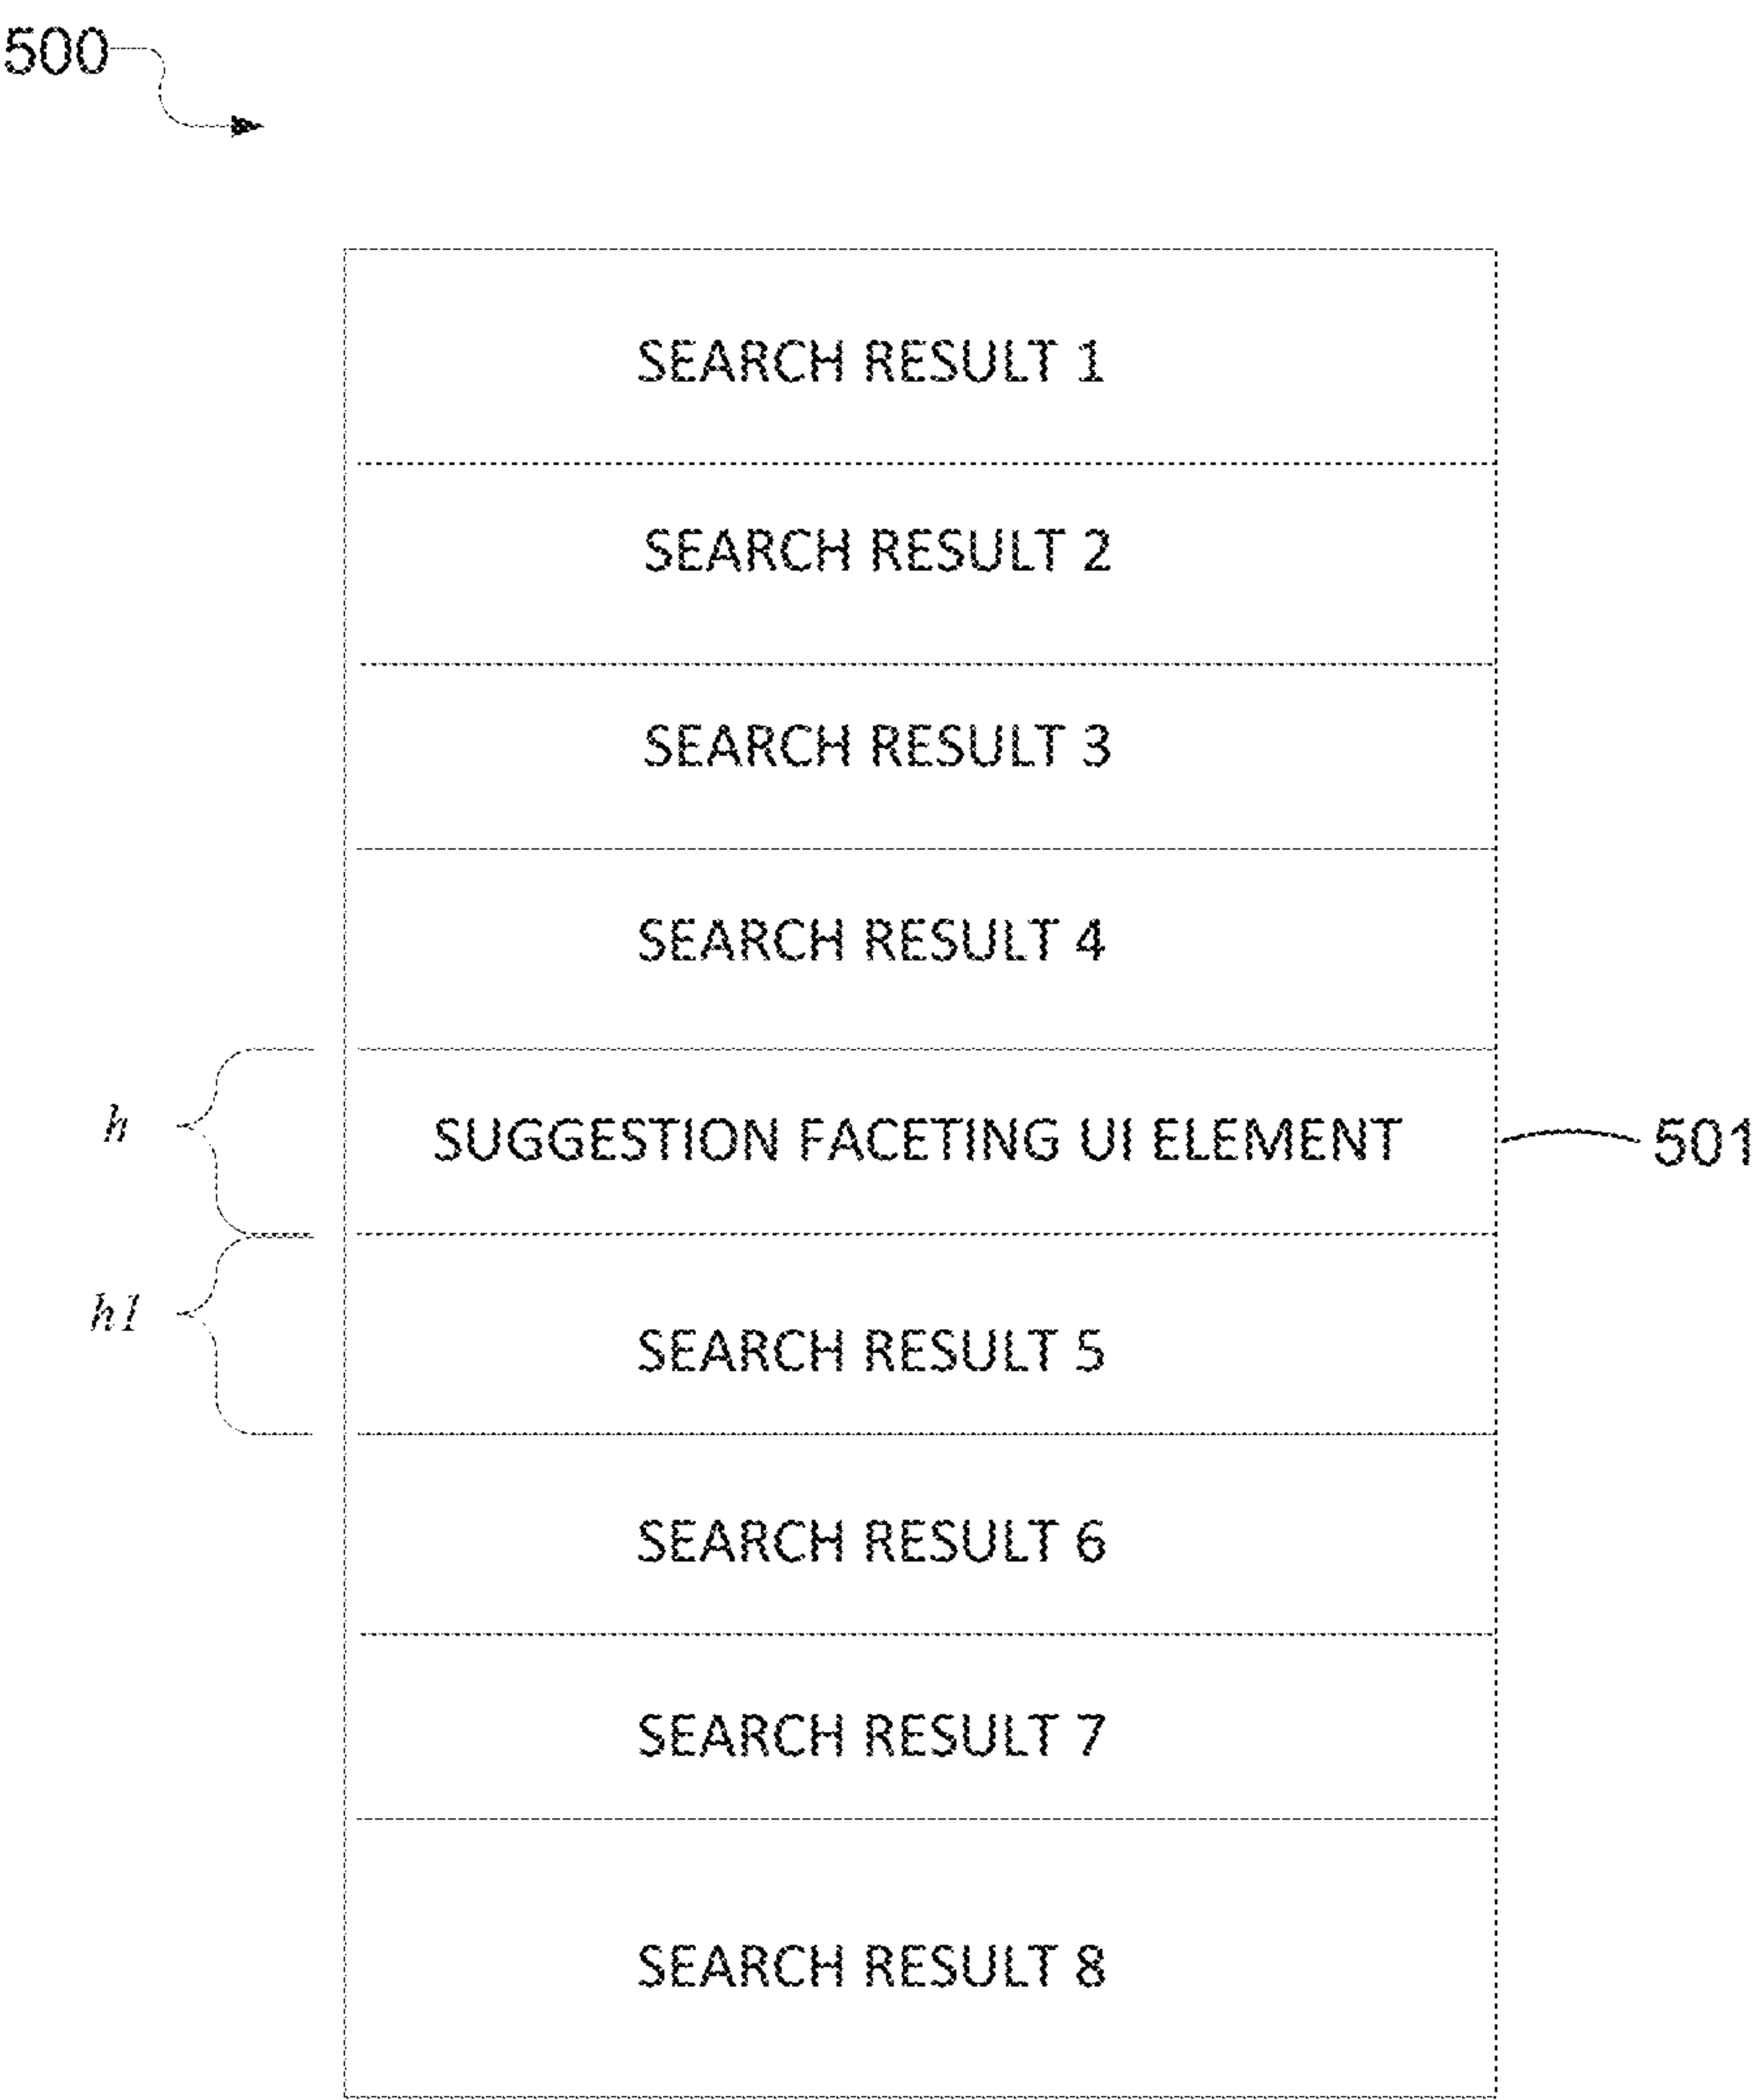 500
SEARCH RESULT 1
SEARCH RESULT 2
SEARCH RESULT 3
SEARCH RESULT 4
h
SUGGESTION FACETING UI ELEMENT
501
h1
SEARCH RESULT 5
SEARCH RESULT 6
SEARCH RESULT 7
SEARCH RESULT 8